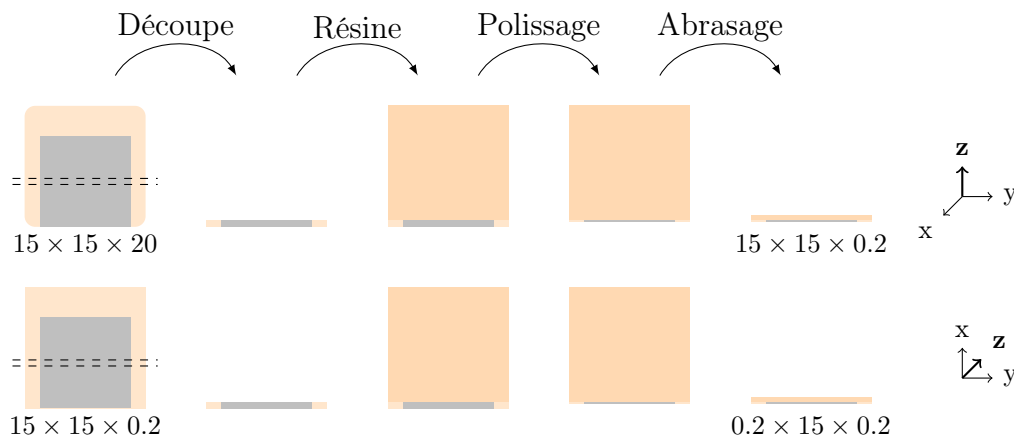 Découpe Résine Polissage Abrasage
z
y
x
15 × 15 × 20 15 × 15 × 0.2
x
z
y
15 × 15 × 0.2 0.2 × 15 × 0.2